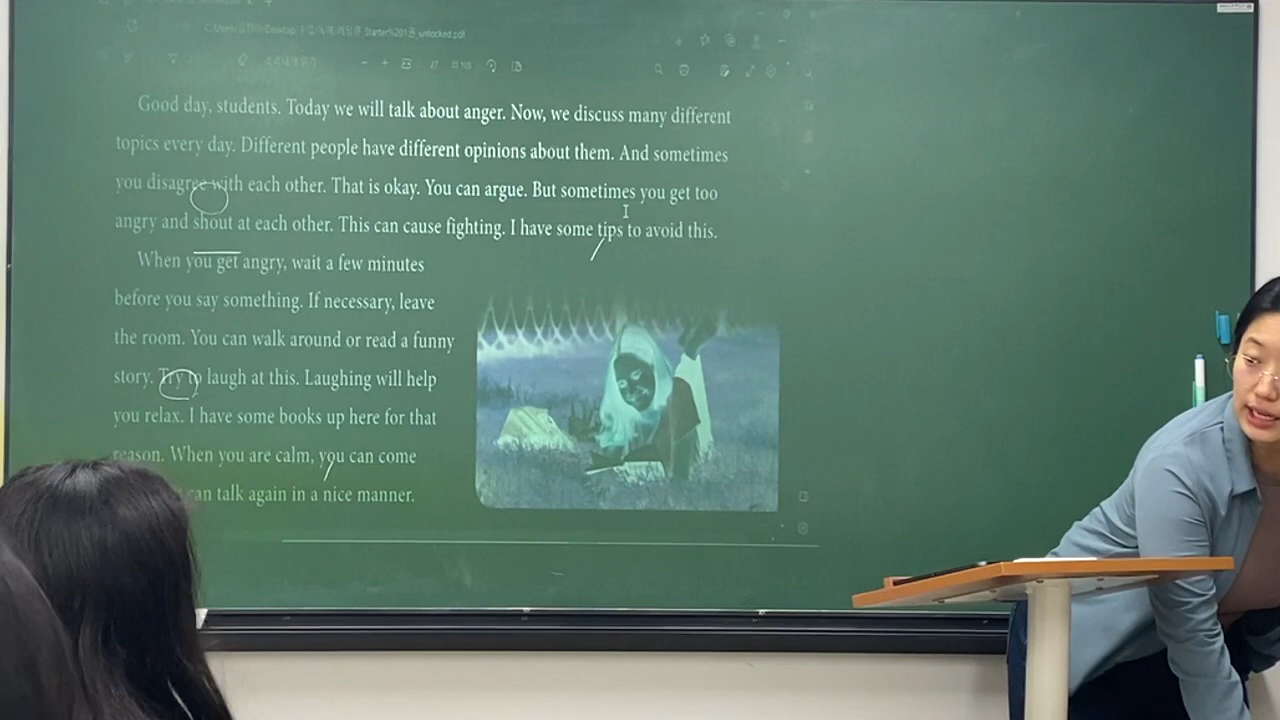 Good day, students. Today we will talk about anger. Now, we discuss many different
topics every day. Different people have different opinions about them. And sometimes
you disagree with each other. That is okay. You can argue. But sometimes you get too
angry and shout at each other. This can cause fighting. I have some tips to avoid this.
When you get angry, wait a few minutes
before you say something. If necessary, leave
the room. You can walk around or read a funny
story. Try to laugh at this. Laughing will help
you relax. I have some books up here for that
reason. When you are calm, you can come
can talk again in a nice manner.